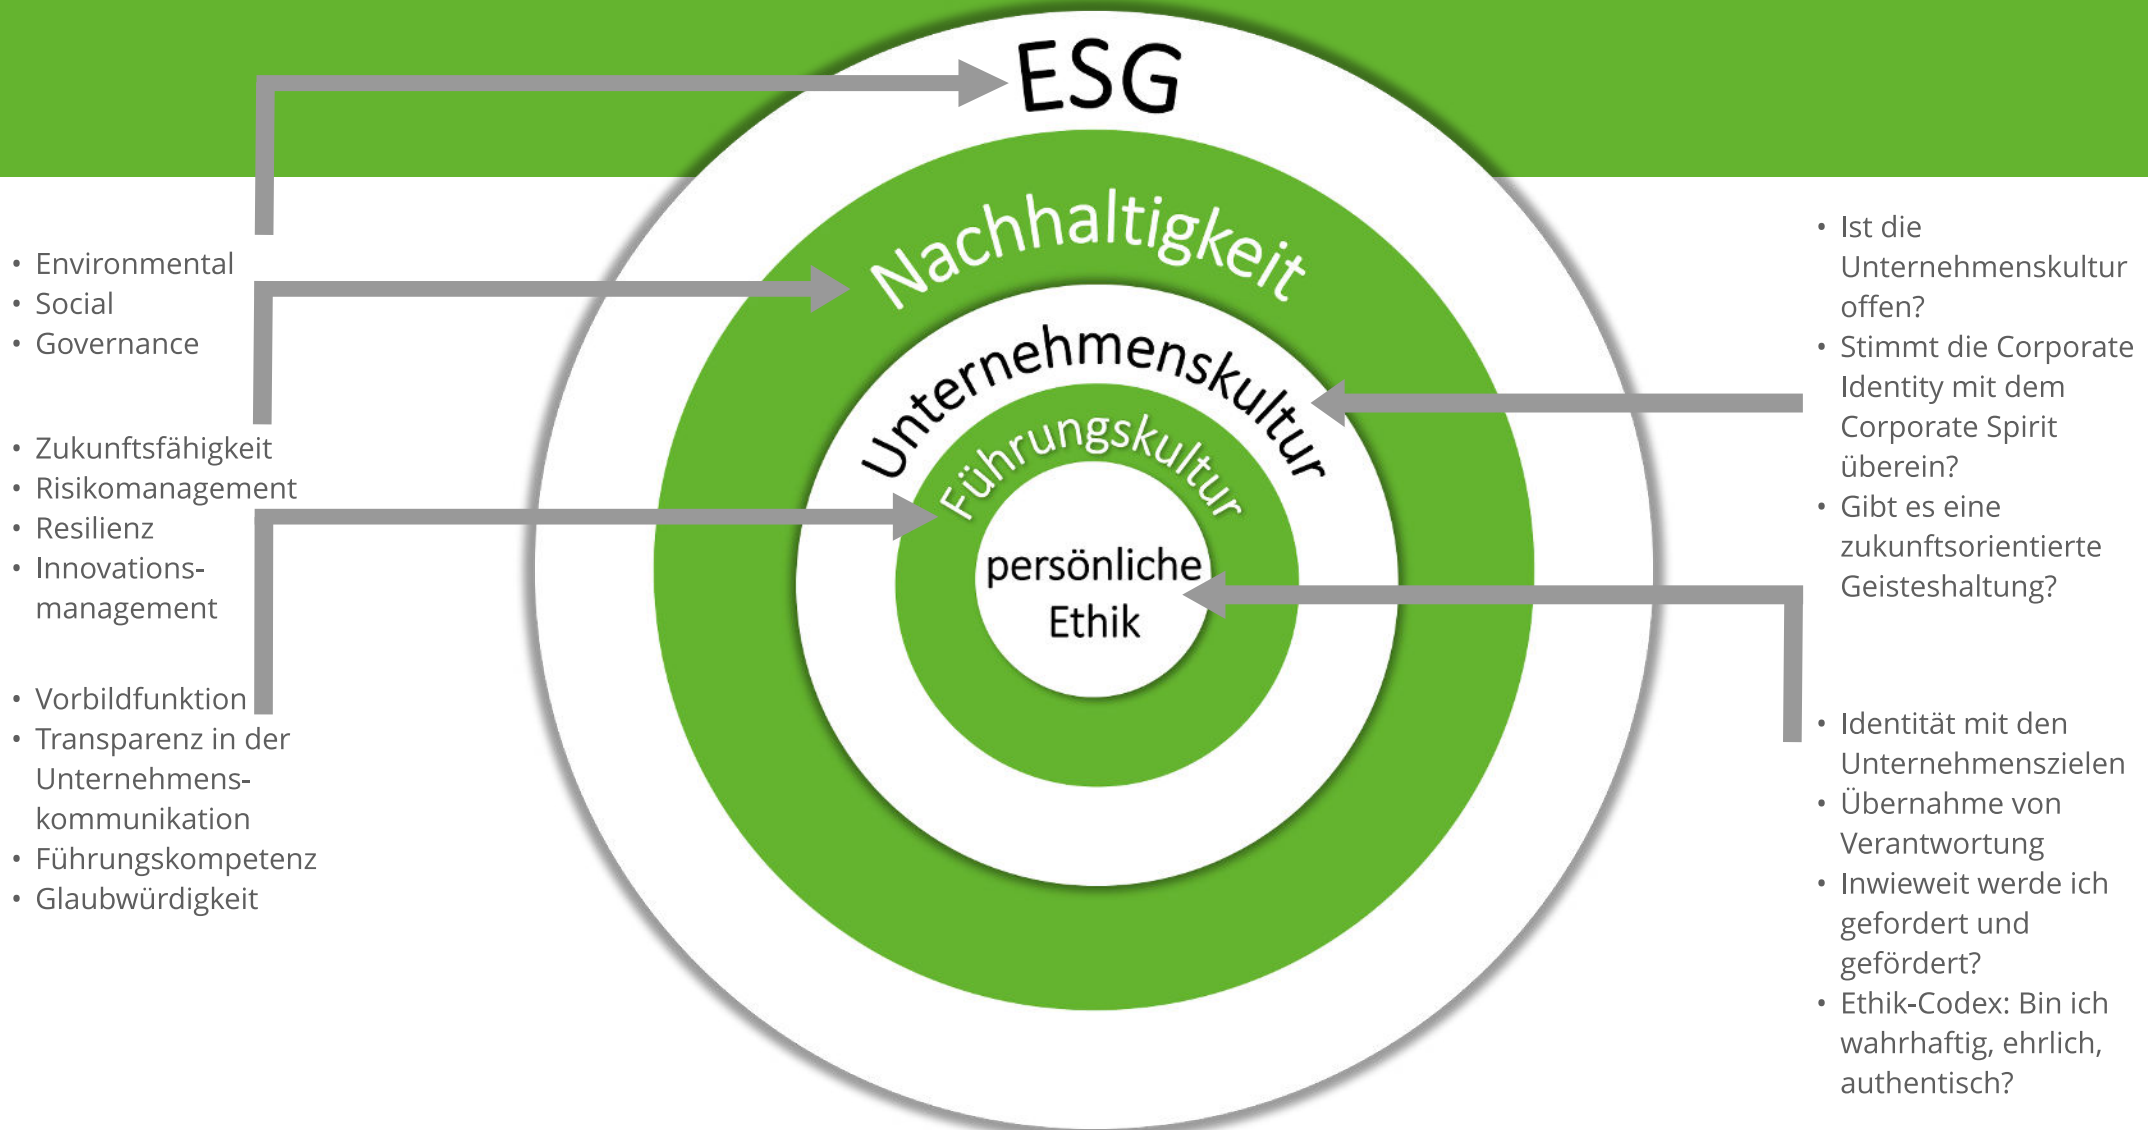 ESG
Nachhaltigkeit
Unternehmenskultur
Führungskultur
persönliche
Ethik
• Environmental
• Social
• Governance
• Zukunftsfähigkeit
• Risikomanagement
• Resilienz
• Innovations-
management
• Vorbildfunktion
• Transparenz in der
Unternehmens-
kommunikation
• Führungskompetenz
• Glaubwürdigkeit
• Ist die
Unternehmenskultur
offen?
• Stimmt die Corporate
Identity mit dem
Corporate Spirit
überein?
• Gibt es eine
zukunftsorientierte
Geisteshaltung?
• Identität mit den
Unternehmenszielen
• Übernahme von
Verantwortung
• Inwieweit werde ich
gefordert und
gefördert?
• Ethik-Codex: Bin ich
wahrhaftig, ehrlich,
authentisch?